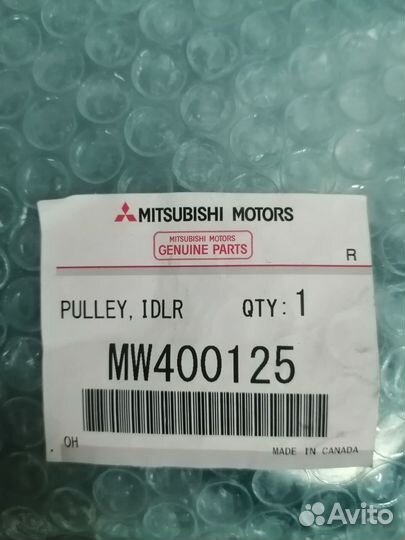 MITSUBISHI MOTORS
MITSUBISHI MOTORS
GENUINE PARTS
R
PULLEY, IDLR QTY: 1
MW400125
OH
MADE IN CANADA
Avito